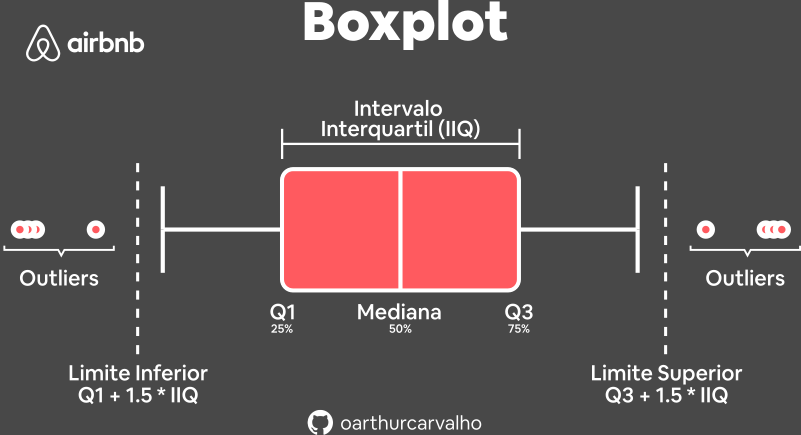 Boxplot
airbnb
Intervalo
Interquartil (IIQ)
Outliers
Outliers
Q1
25%
Mediana
50%
Q3
75%
Limite Inferior
Q1 + 1.5 * IIQ
Limite Superior
Q3 + 1.5 * IIQ
oarthurcarvalho